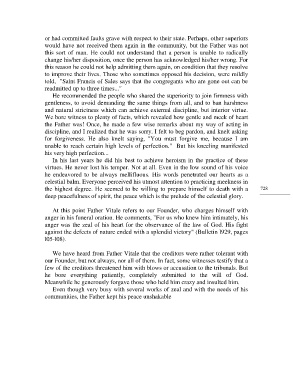 or had committed faults grave with respect to their state. Perhaps, other superiors
would have not received them again in the community, but the Father was not
this sort of man. He could not understand that a person is unable to radically
change his/her disposition, once the person has acknowledged his/her wrong. For
this reason he could not help admitting them again, on condition that they resolve
to improve their lives. Those who sometimes opposed his decision, were mildly
told, "Saint Francis of Sales says that the congregants who are gone out can be
readmitted up to three times..."
He recommended the people who shared the superiority to join firmness with
gentleness, to avoid demanding the same things from all, and to ban harshness
and natural strictness which can achieve external discipline, but interior virtue.
We bore witness to plenty of facts, which revealed how gentle and neek of heart
the Father was! Once, he made a few wise remarks about my way of acting in
discipline, and I realized that he was sorry. I felt to beg pardon, and knelt asking
for forgiveness. He also knelt saying, "You must forgive me, because I am
unable to reach certain high levels of perfection." But his kneeling manifested
his very high perfection...
In his last years he did his best to achieve heroism in the practice of these
virtues. He never lost his temper. Not at all. Even in the low sound of his voice
he endeavored to be always mellifluous. His words penetrated our hearts as a
celestial balm. Everyone perceived his utmost attention to practicing meekness in
the highest degree. He seemed to be willing to prepare himself to death with a
deep peacefulness of spirit, the peace which is the prelude of the celestial glory.
728
At this point Father Vitale refers to our Founder, who charges himself with
anger in his funeral oration. He comments, "For us who knew him intimately, his
anger was the zeal of his heart for the observance of the law of God. His fight
against the defects of nature ended with a splendid victory" (Bulletin 1929, pages
105-108).
We have heard from Father Vitale that the creditors were rather tolerant with
our Founder, but not always, nor all of them. In fact, some witnesses testify that a
few of the creditors threatened him with blows or accusation to the tribunals. But
he bore everything patiently, completely submitted to the will of God.
Meanwhile he generously forgave those who held him crazy and insulted him.
Even though very busy with several works of zeal and with the needs of his
communities, the Father kept his peace unshakable